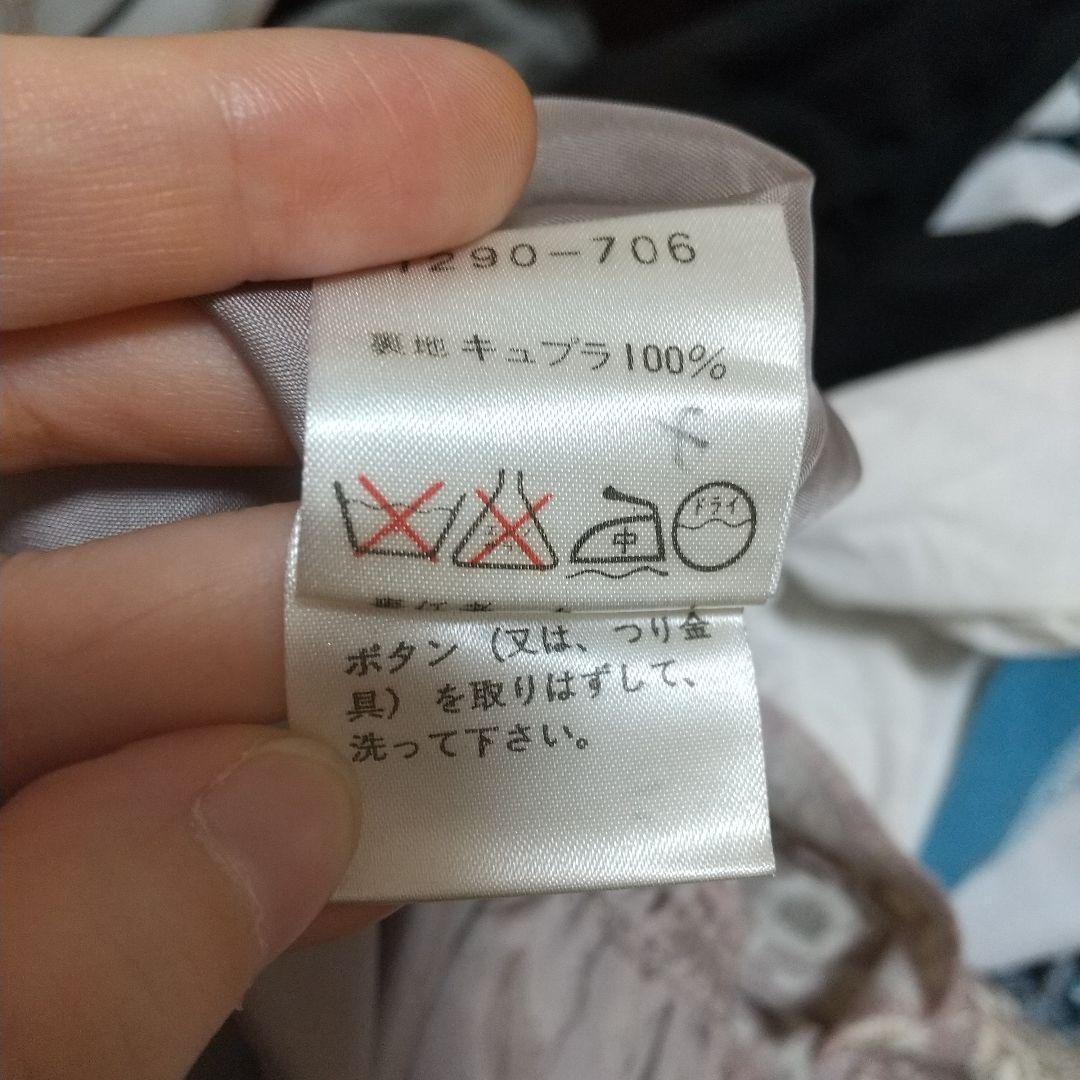 7290-706
裏地キュプラ100%
中
ドライ
ボタン(又は、つり金
具)を取りはずして、
洗って下さい。